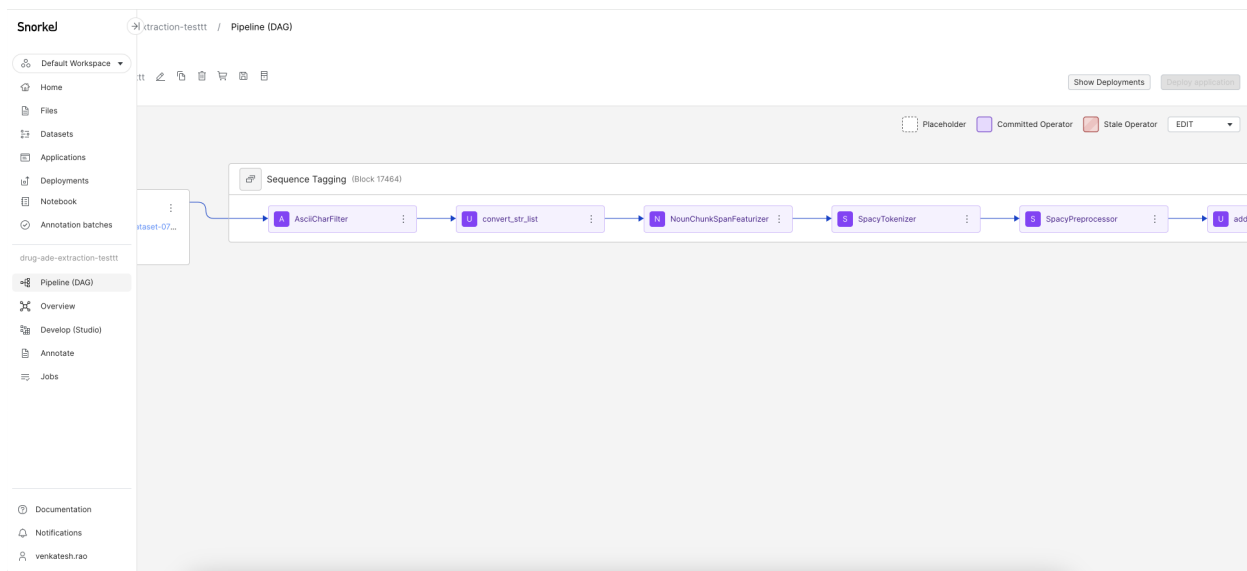 Snorkel
xtraction-testtt / Pipeline (DAG)
Default Workspace
Home
Files
Datasets
Applications
Deployments
Notebook
Annotation batches
drug-ade-extraction-testtt
Pipeline (DAG)
Overview
Develop (Studio)
Annotate
Jobs
Documentation
Notifications
venkatesh.rao
tt
Show Deployments
Deploy application
Placeholder
Committed Operator
Stale Operator
EDIT
Sequence Tagging (Block 17464)
ataset-07...
A AsciiCharFilter
U convert_str_list
N NounChunkSpanFeaturizer
S SpacyTokenizer
S SpacyPreprocessor
U add